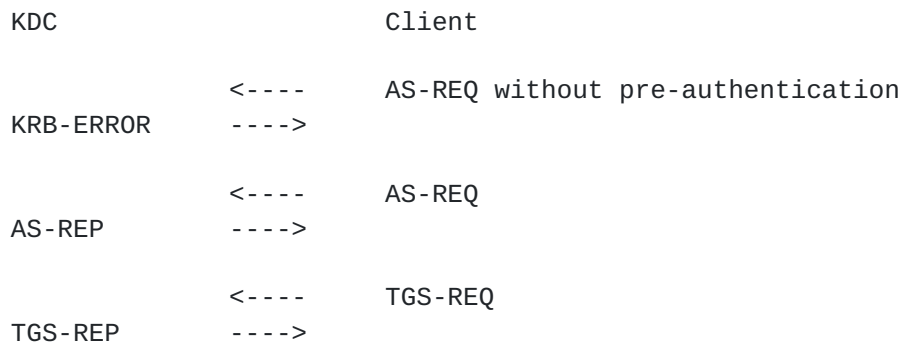 KDC Client
<---- AS-REQ without pre-authentication
KRB-ERROR ---->
<---- AS-REQ
AS-REP ---->
<---- TGS-REQ
TGS-REP ---->